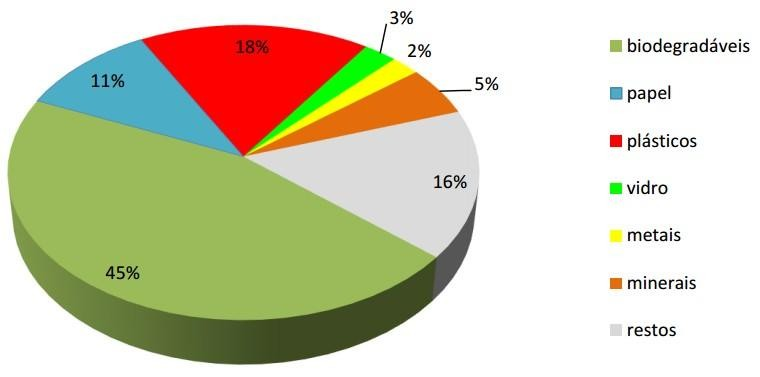 3%
18%
2%
11%
5%
16%
45%
biodegradáveis
papel
plásticos
vidro
metais
minerais
restos